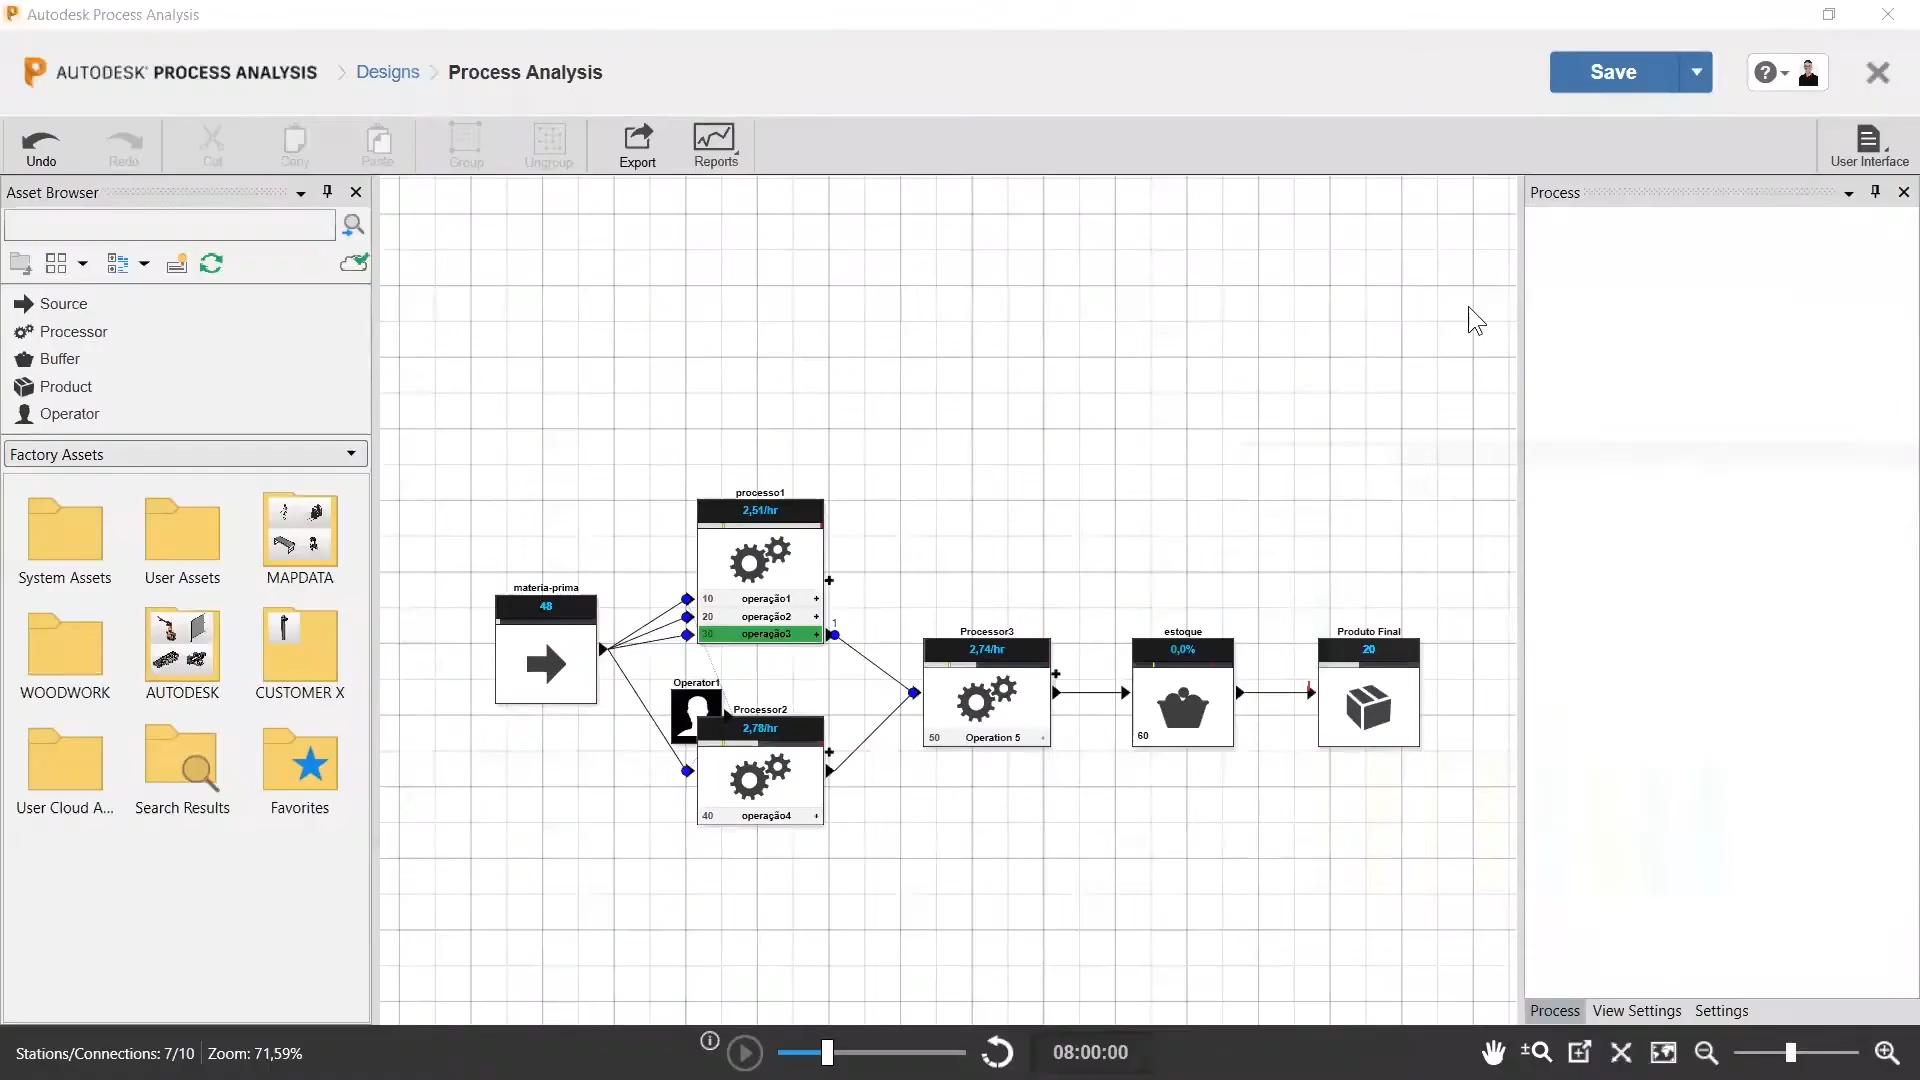 Autodesk Process Analysis
AUTODESK® PROCESS ANALYSIS
Designs
Process Analysis
Save
Undo
Redo
Cut
Copy
Paste
Group
Ungroup
Export
Reports
User Interface
Asset Browser
Source
Processor
Buffer
Product
Operator
Factory Assets
System Assets
User Assets
MAPDATA
WOODWORK
AUTODESK
CUSTOMER X
User Cloud A...
Search Results
Favorites
materia-prima
48
processo1
2,51/hr
10 operação1 +
20 operação2 +
30 operação3 +
1
Operator1
Processor2
2,78/hr
40 operação4 +
Processor3
2,74/hr
50 Operation 5 +
estoque
0,0%
60
Produto Final
20
Process
Process
View Settings
Settings
Stations/Connections: 7/10
Zoom: 71,59%
08:00:00